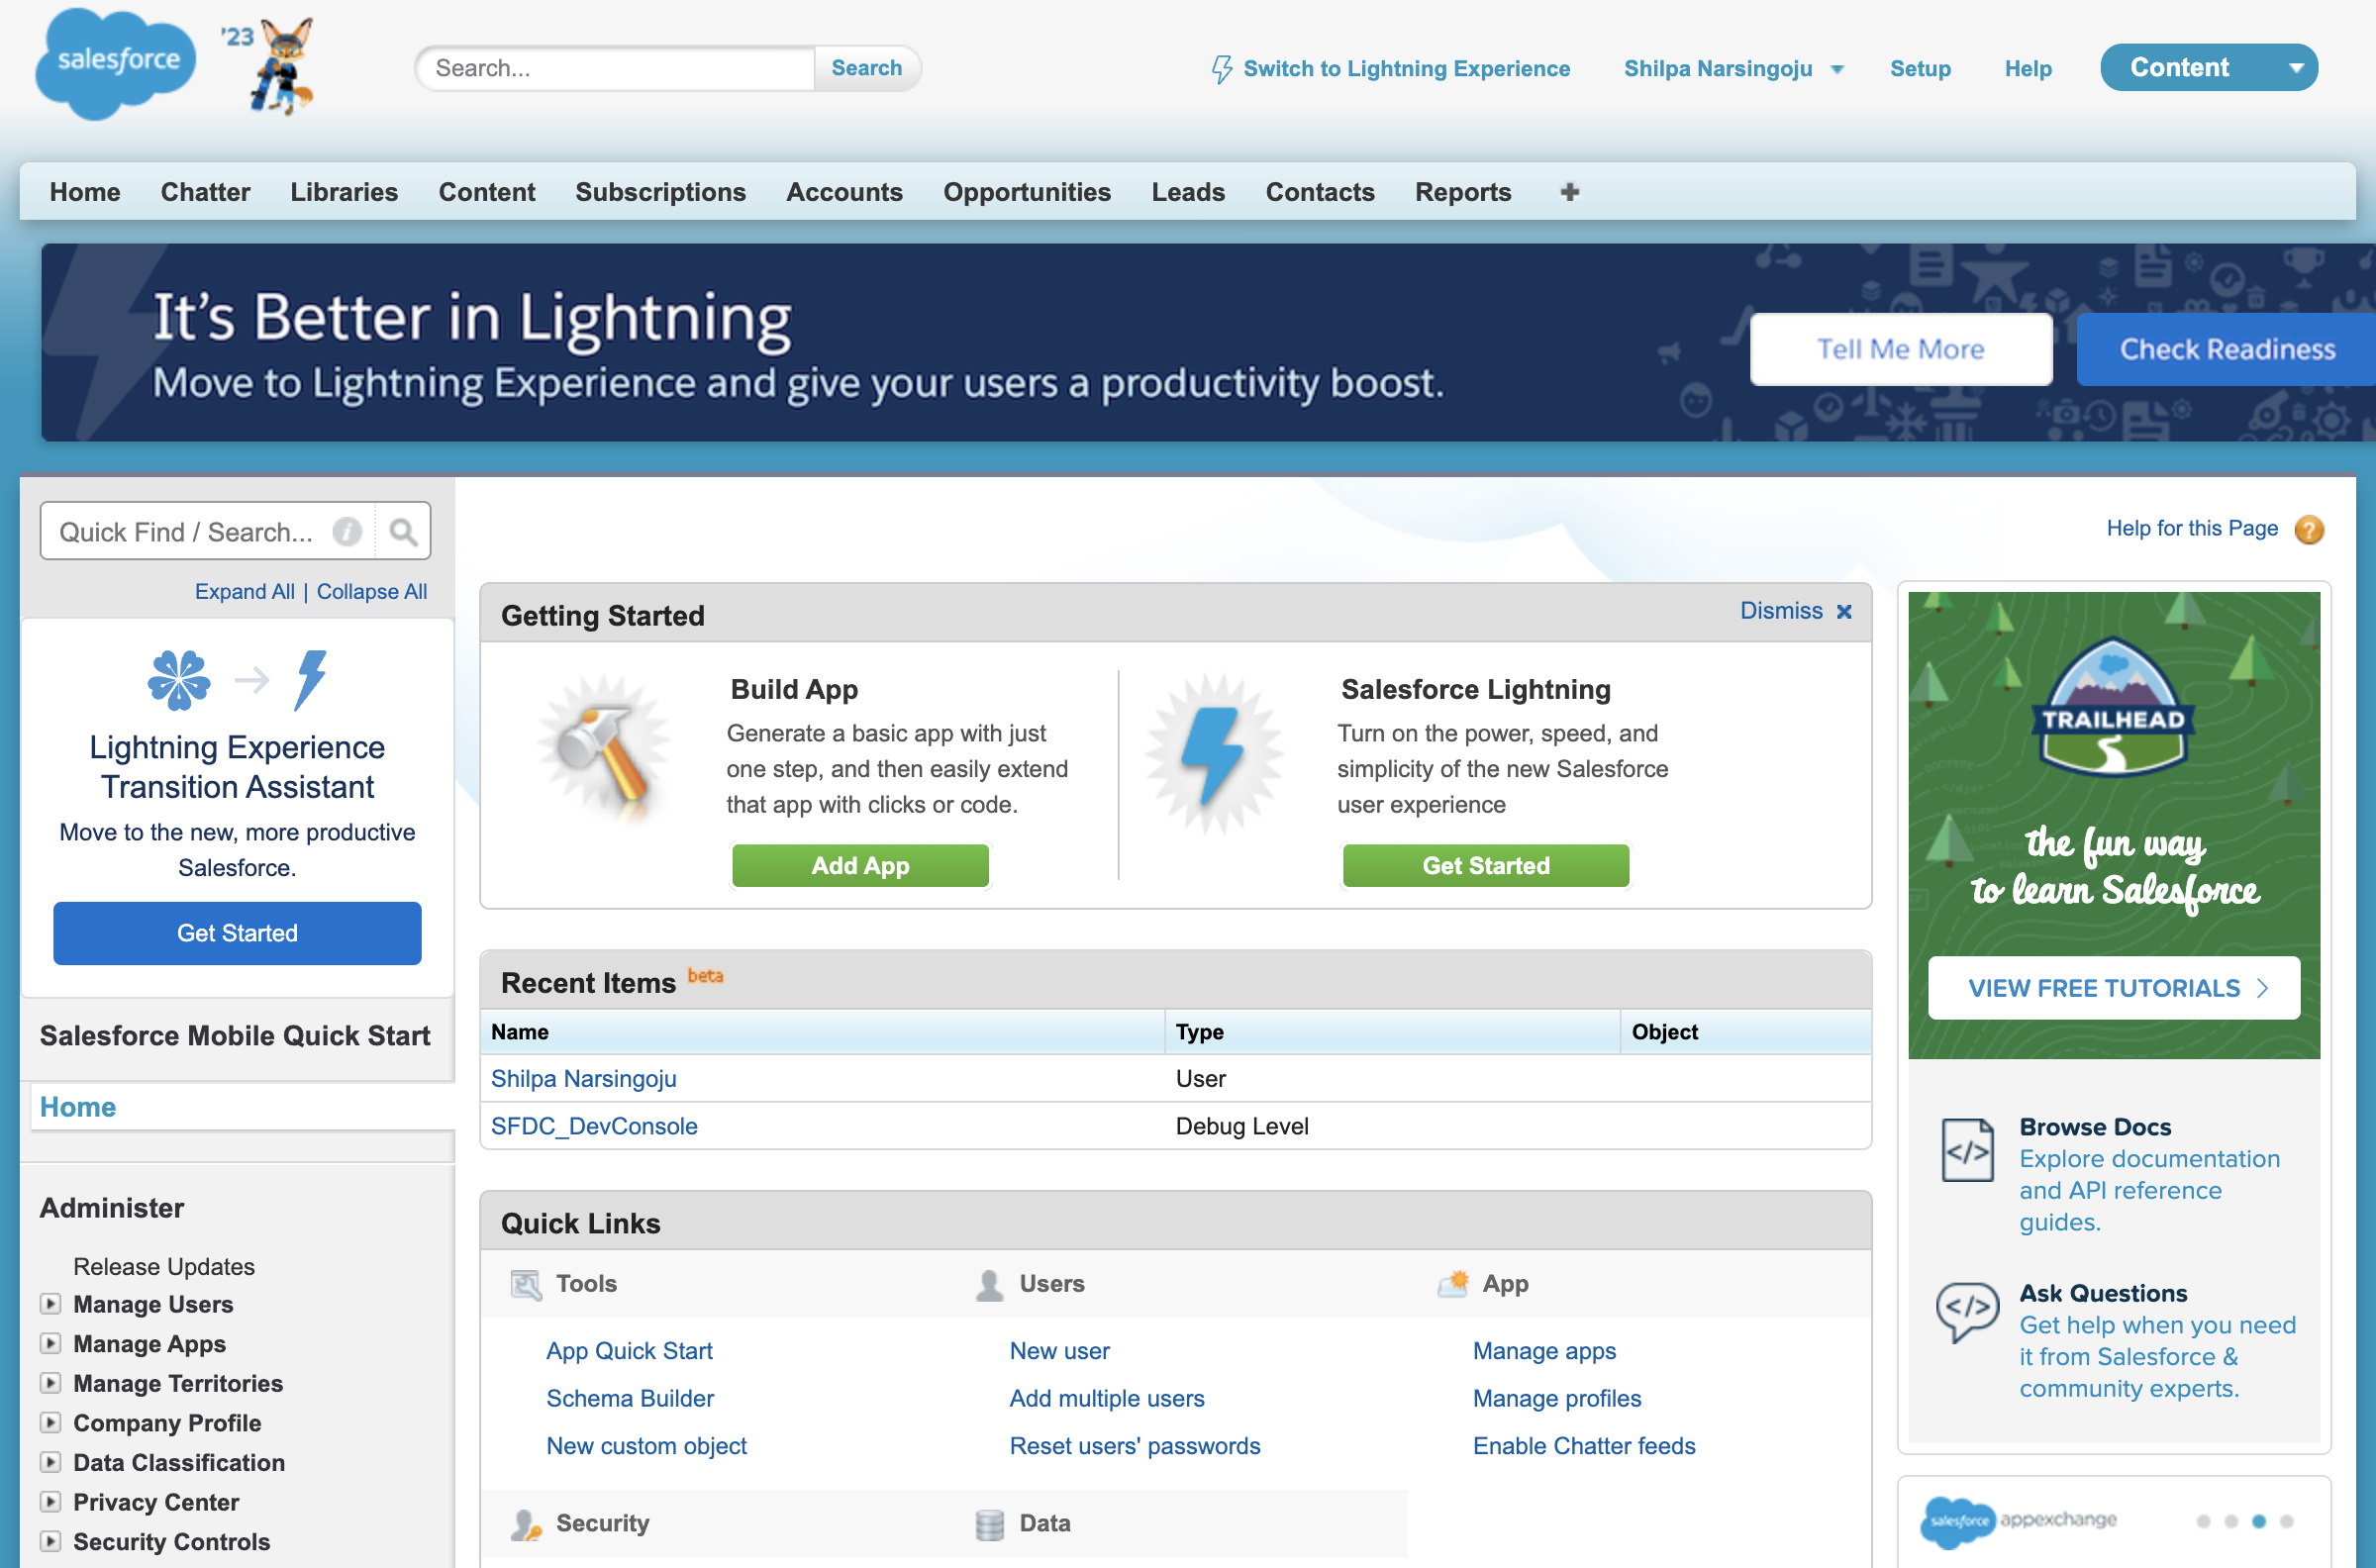 salesforce
'23
Search...
Search
Switch to Lightning Experience
Shilpa Narsingoju
Setup
Help
Content
Home
Chatter
Libraries
Content
Subscriptions
Accounts
Opportunities
Leads
Contacts
Reports
It's Better in Lightning
Move to Lightning Experience and give your users a productivity boost.
Tell Me More
Check Readiness
Quick Find / Search...
Expand All | Collapse All
Lightning Experience
Transition Assistant
Move to the new, more productive
Salesforce.
Get Started
Salesforce Mobile Quick Start
Home
Administer
Release Updates
Manage Users
Manage Apps
Manage Territories
Company Profile
Data Classification
Privacy Center
Security Controls
Help for this Page
Getting Started
Dismiss
Build App
Generate a basic app with just
one step, and then easily extend
that app with clicks or code.
Add App
Salesforce Lightning
Turn on the power, speed, and
simplicity of the new Salesforce
user experience
Get Started
Recent Items beta
Name Type Object
Shilpa Narsingoju User
SFDC_DevConsole Debug Level
Quick Links
Tools
App Quick Start
Schema Builder
New custom object
Users
New user
Add multiple users
Reset users' passwords
App
Manage apps
Manage profiles
Enable Chatter feeds
Security
Data
TRAILHEAD
the fun way
to learn Salesforce
VIEW FREE TUTORIALS
Browse Docs
Explore documentation
and API reference
guides.
Ask Questions
Get help when you need
it from Salesforce &
community experts.
salesforce appexchange